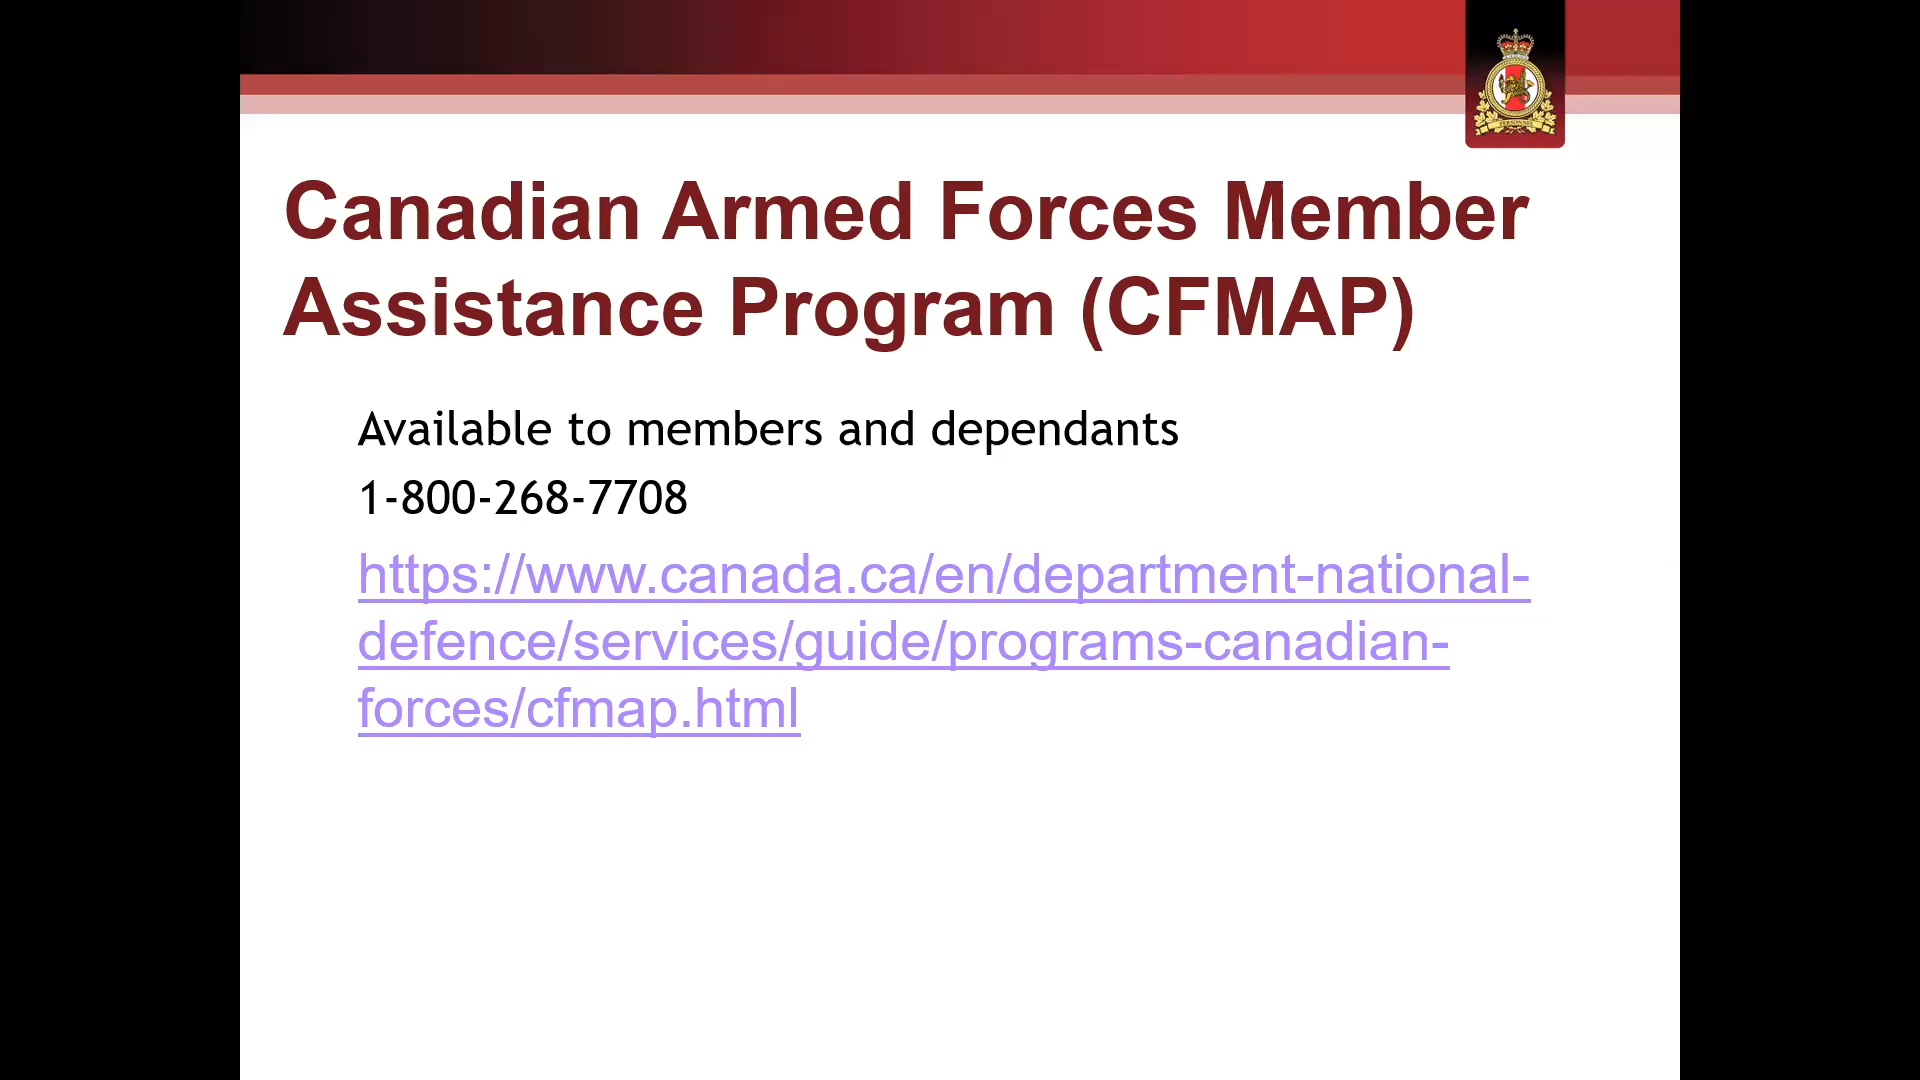 Canadian Armed Forces Member
Assistance Program (CFMAP)
Available to members and dependants
1-800-268-7708
https://www.canada.ca/en/department-national-
defence/services/guide/programs-canadian-
forces/cfmap.html